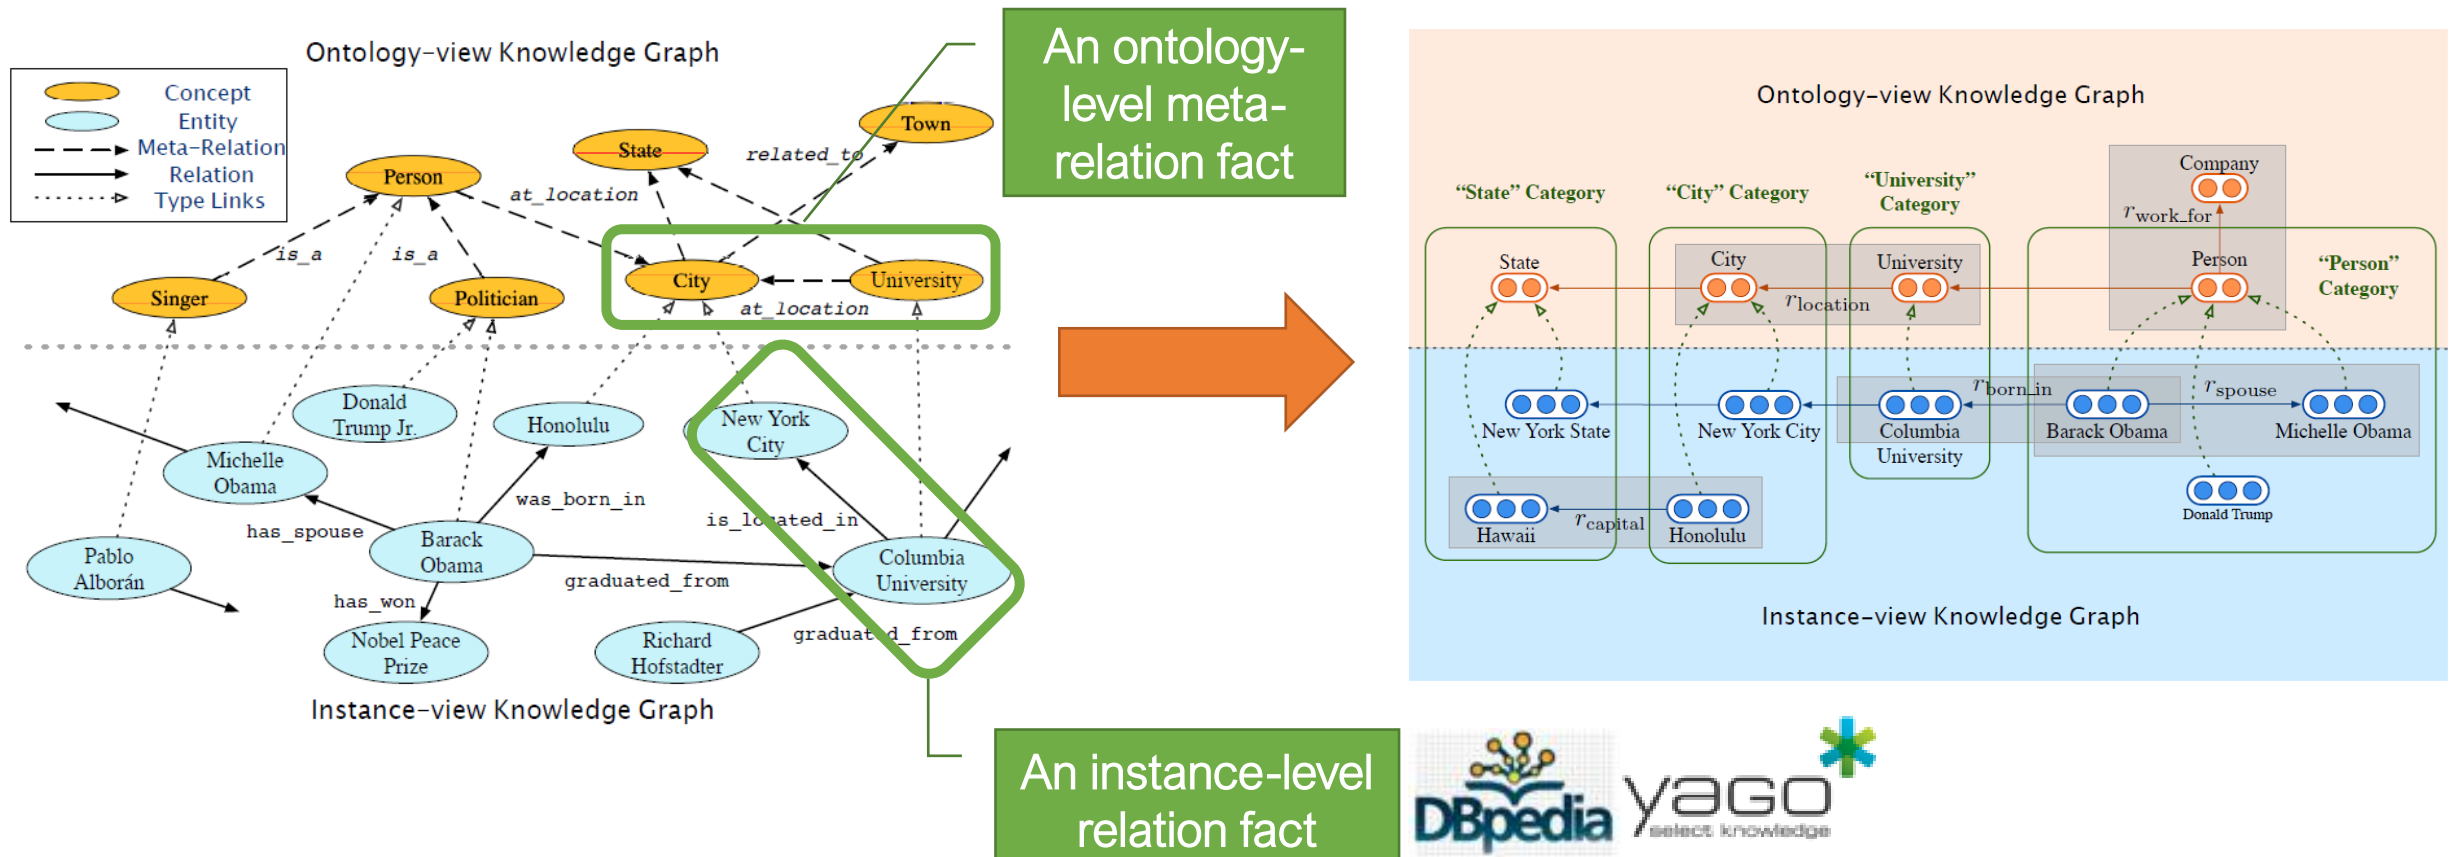 Ontology-view Knowledge Graph
Concept
Entity
Meta-Relation
Relation
Type Links
Town
State
related_to
Person
at_location
is_a
is_a
Singer
Politician
City
University
at_location
Donald
Trump Jr.
Honolulu
New York
City
Michelle
Obama
was_born_in
is_located_in
has_spouse
Barack
Obama
Pablo
Alborán
Columbia
University
graduated_from
has_won
Nobel Peace
Prize
Richard
Hofstadter
graduated_from
Instance-view Knowledge Graph
An ontology-
level meta-
relation fact
An instance-level
relation fact
Ontology-view Knowledge Graph
Company
"State" Category
"City" Category
"University"
Category
r work_for
State
City
University
Person
"Person"
Category
r location
r born_in
r spouse
New York State
New York City
Columbia
University
Barack Obama
Michelle Obama
r capital
Hawaii
Honolulu
Donald Trump
Instance-view Knowledge Graph
DBpedia
yago
select knowledge